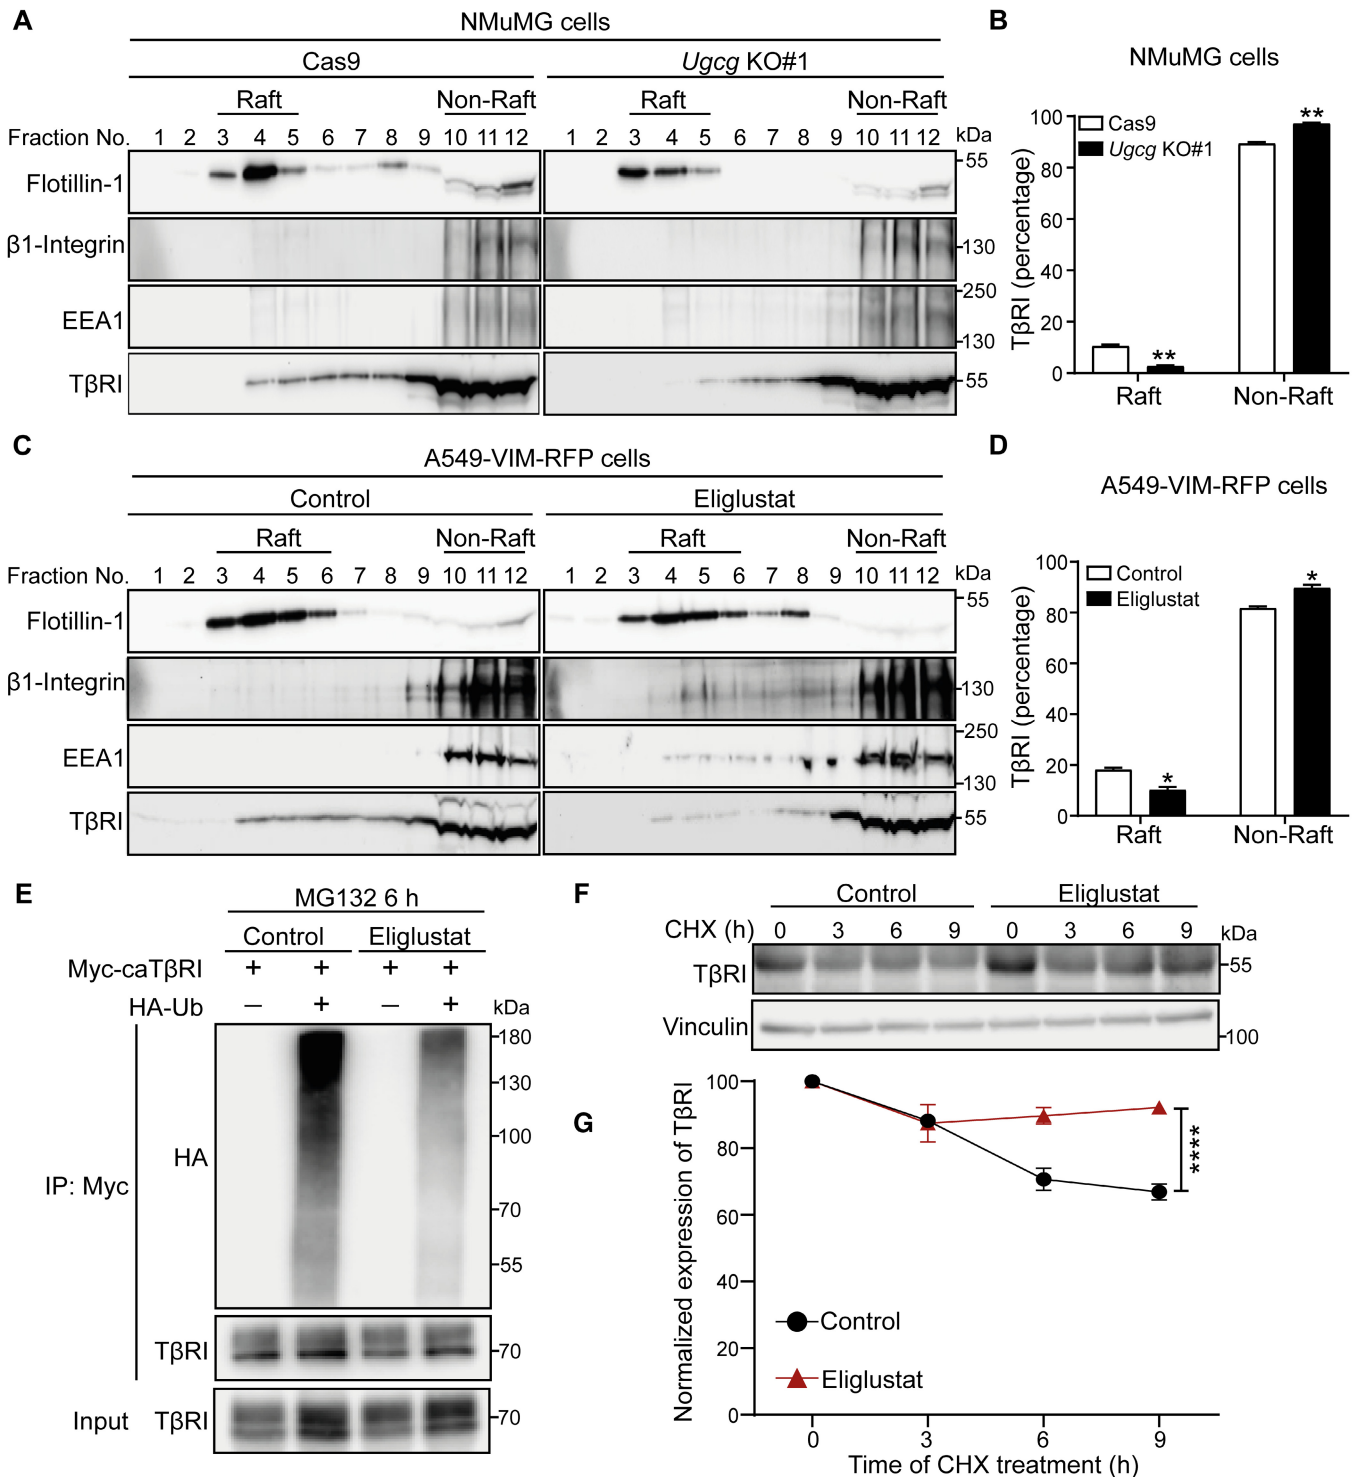 A
NMuMG cells
Cas9
Ugcg KO#1
Raft
Non-Raft
Raft
Non-Raft
Fraction No. 1 2 3 4 5 6 7 8 9 10 11 12 1 2 3 4 5 6 7 8 9 10 11 12 kDa
Flotillin-1
55
β1-Integrin
130
EEA1
250
130
TβRI
55
B
NMuMG cells
Cas9
Ugcg KO#1
TβRI (percentage)
100
80
60
40
20
0
**
**
Raft
Non-Raft
C
A549-VIM-RFP cells
Control
Eliglustat
Raft
Non-Raft
Raft
Non-Raft
Fraction No. 1 2 3 4 5 6 7 8 9 10 11 12 1 2 3 4 5 6 7 8 9 10 11 12 kDa
Flotillin-1
55
β1-Integrin
130
EEA1
250
130
TβRI
55
D
A549-VIM-RFP cells
Control
Eliglustat
TβRI (percentage)
100
80
60
40
20
0
*
*
Raft
Non-Raft
E
MG132 6 h
Control
Eliglustat
Myc-caTβRI + + + +
HA-Ub – + – + kDa
180
130
100
70
55
HA
IP: Myc
TβRI
70
Input TβRI
70
F
Control
Eliglustat
CHX (h) 0 3 6 9 0 3 6 9 kDa
TβRI
55
Vinculin
100
G
Normalized expression of TβRI
100
80
60
40
20
0
****
Control
Eliglustat
0 3 6 9
Time of CHX treatment (h)